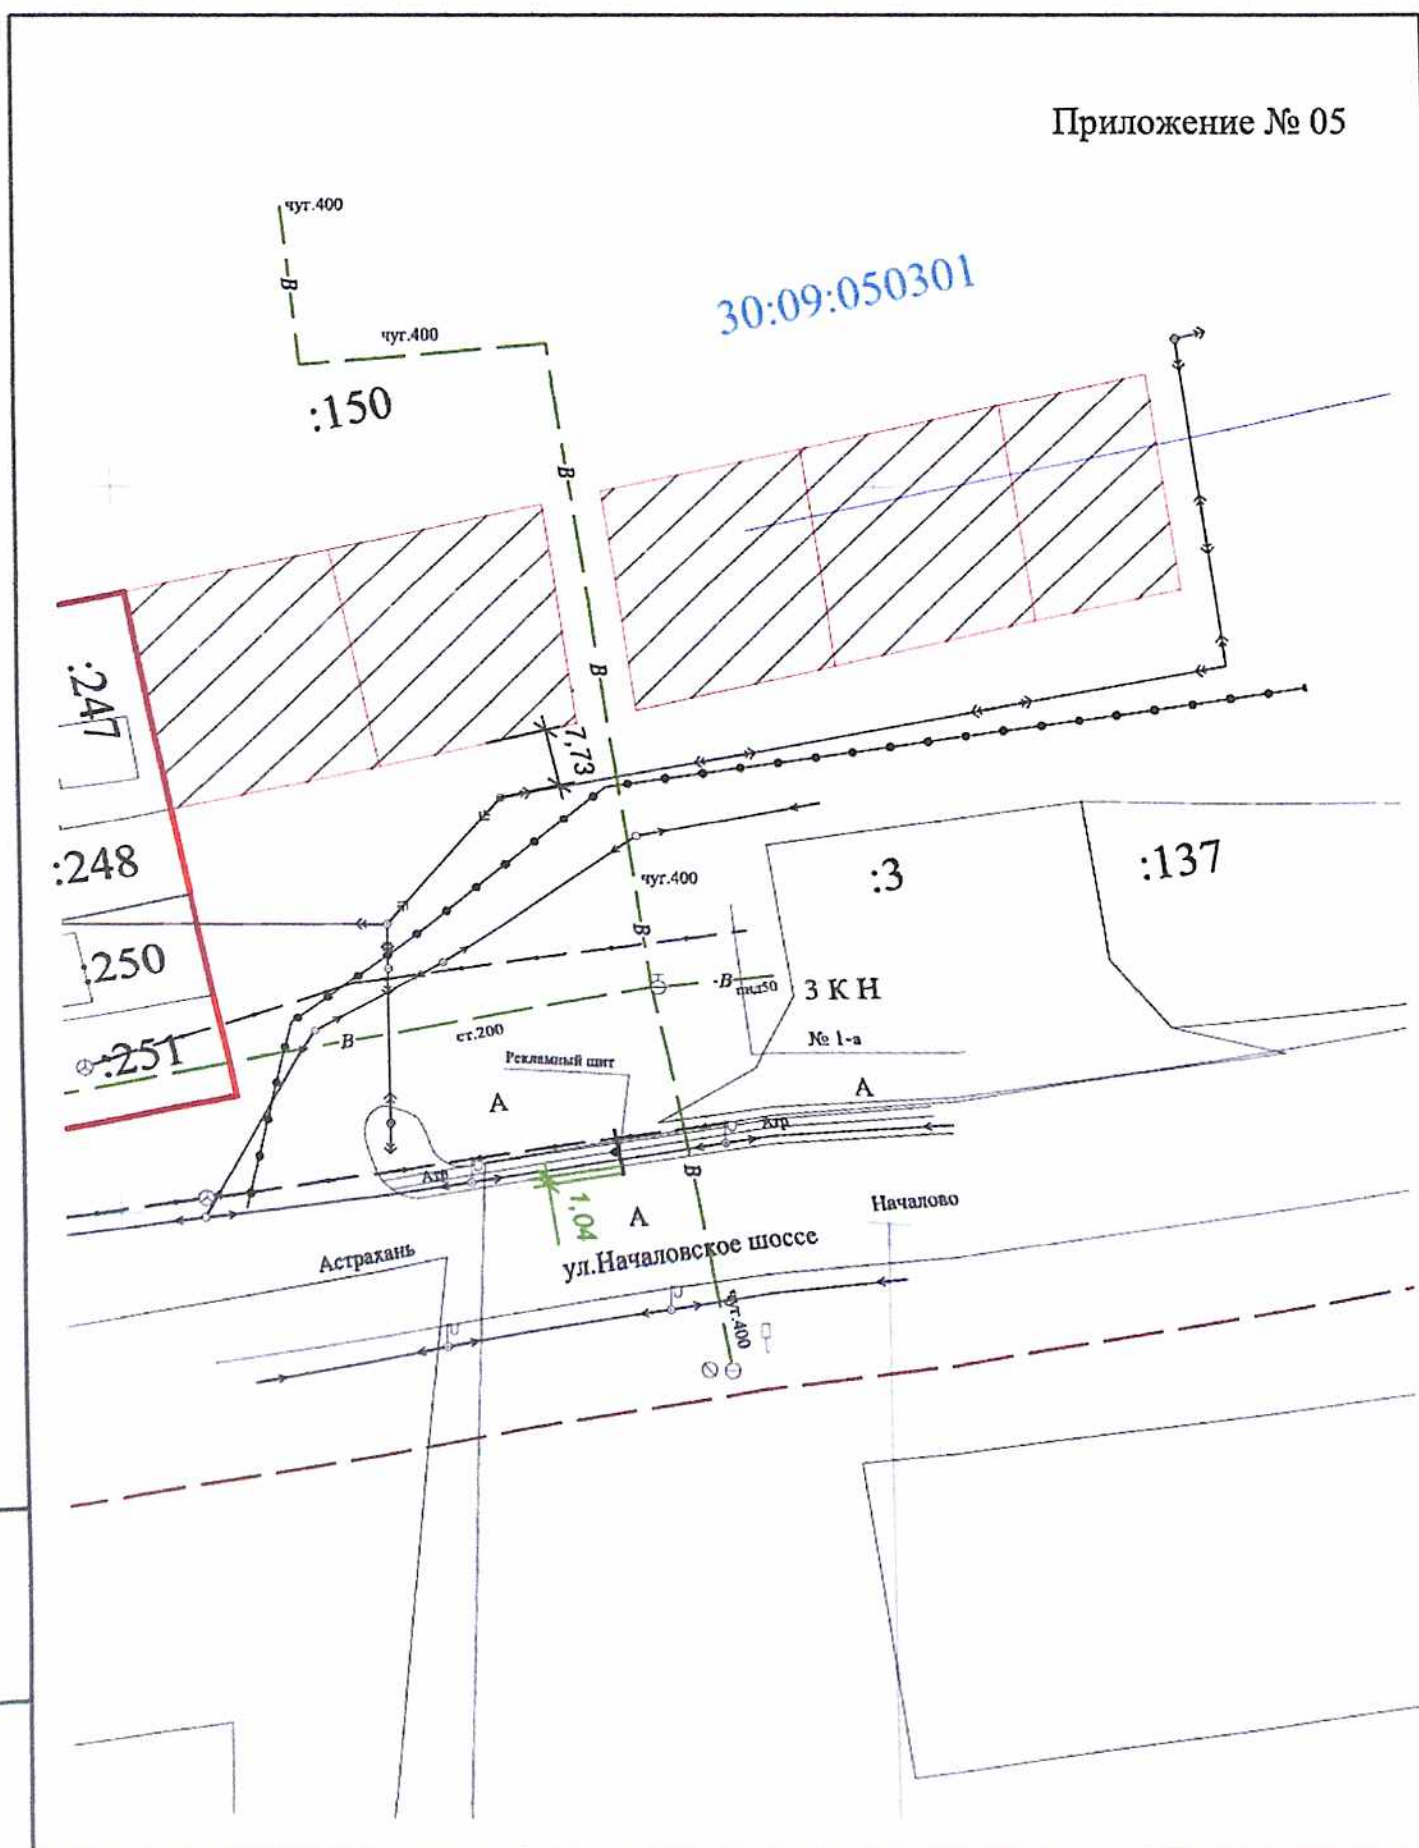 Приложение № 05
чуг.400
В
30:09:050301
чуг.400
:150
В
В
:247
7,73
:248
чуг.400
:3
:137
В
:250
В
пнд50
3 К Н
:251
В
ст.200
№ 1-а
Рекламный щит
А
А
Атр
Атр
В
1,04
А
Началово
Астрахань
ул.Началовское шоссе
чуг.400